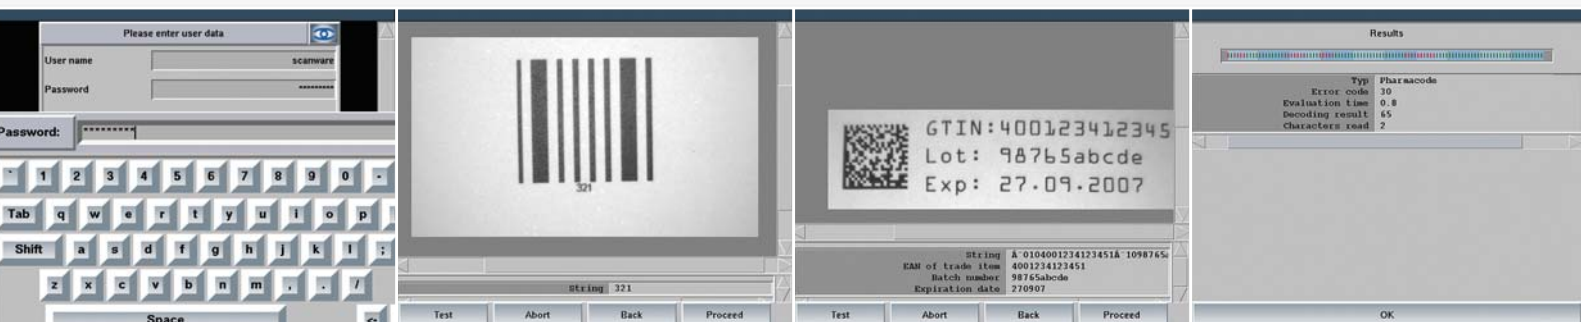 Please enter user data
User name scanware
Password *********
Password: *********
` 1 2 3 4 5 6 7 8 9 0 -
Tab q w e r t y u i o p
Shift a s d f g h j k l ;
z x c v b n m , . /
Space <-
321
String 321
Test Abort Back Proceed
GTIN:400123412345
Lot: 98765abcde
Exp: 27.09.2007
String Â¨0104001234123451Â¨1098765a
EAN of trade item 4001234123451
Batch number 98765abcde
Expiration date 270907
Test Abort Back Proceed
Results
Typ Pharmacode
Error code 30
Evaluation time 0.8
Decoding result 65
Characters read 2
OK